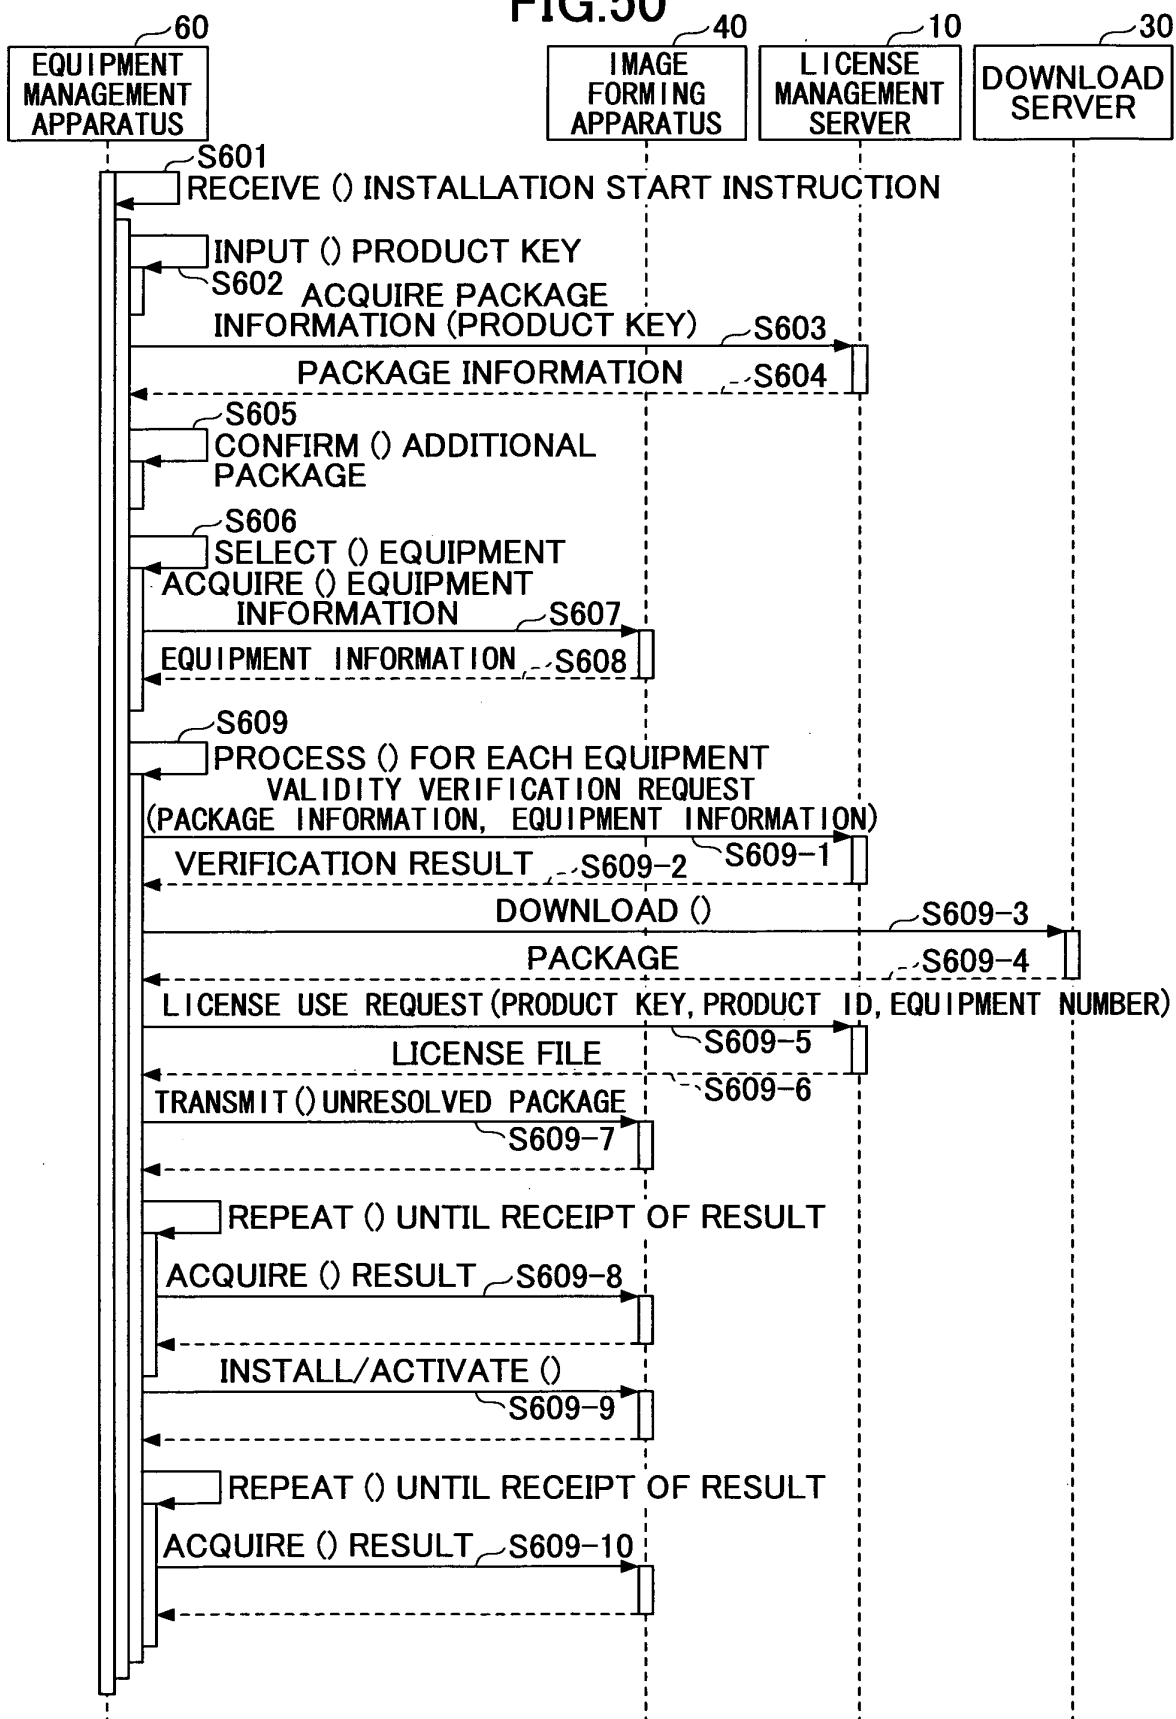 FIG.50
60
40
10
30
EQUIPMENT
MANAGEMENT
APPARATUS
IMAGE
FORMING
APPARATUS
LICENSE
MANAGEMENT
SERVER
DOWNLOAD
SERVER
S601
RECEIVE () INSTALLATION START INSTRUCTION
INPUT () PRODUCT KEY
S602
ACQUIRE PACKAGE
INFORMATION (PRODUCT KEY)
S603
PACKAGE INFORMATION
S604
S605
CONFIRM () ADDITIONAL
PACKAGE
S606
SELECT () EQUIPMENT
ACQUIRE () EQUIPMENT
INFORMATION
S607
EQUIPMENT INFORMATION
S608
S609
PROCESS () FOR EACH EQUIPMENT
VALIDITY VERIFICATION REQUEST
(PACKAGE INFORMATION, EQUIPMENT INFORMATION)
S609-1
VERIFICATION RESULT
S609-2
DOWNLOAD ()
S609-3
PACKAGE
S609-4
LICENSE USE REQUEST(PRODUCT KEY, PRODUCT ID, EQUIPMENT NUMBER)
S609-5
LICENSE FILE
S609-6
TRANSMIT()UNRESOLVED PACKAGE
S609-7
REPEAT () UNTIL RECEIPT OF RESULT
ACQUIRE () RESULT
S609-8
INSTALL/ACTIVATE ()
S609-9
REPEAT () UNTIL RECEIPT OF RESULT
ACQUIRE () RESULT
S609-10